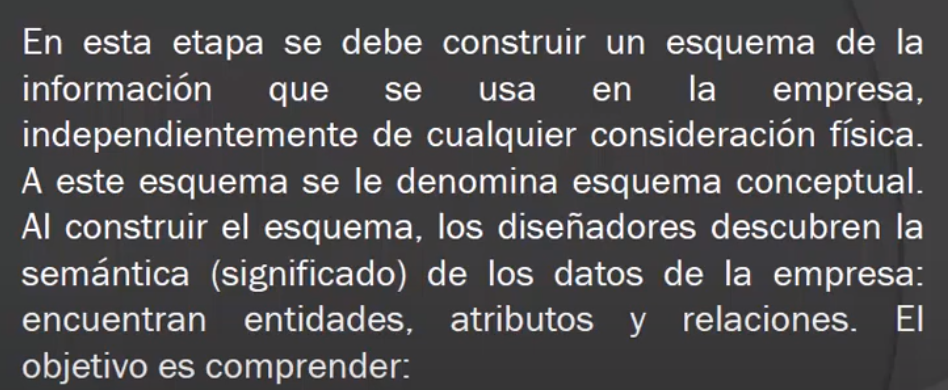 En esta etapa se debe construir un esquema de la
información que se usa en la empresa,
independientemente de cualquier consideración física.
A este esquema se le denomina esquema conceptual.
Al construir el esquema, los diseñadores descubren la
semántica (significado) de los datos de la empresa:
encuentran entidades, atributos y relaciones. El
objetivo es comprender: